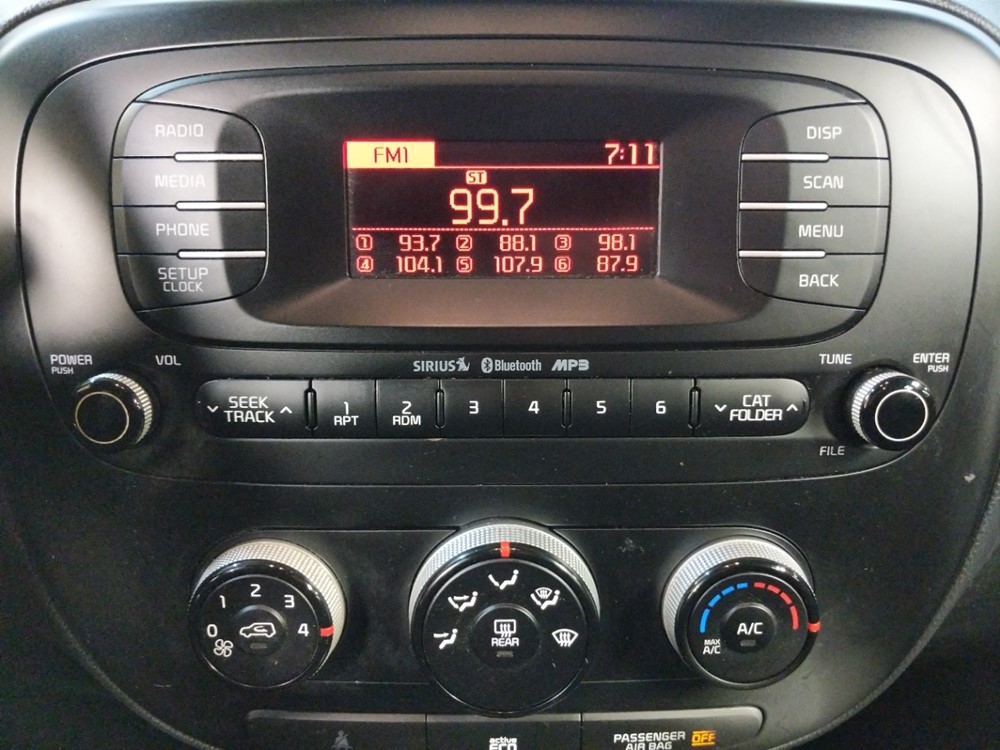 RADIO
MEDIA
PHONE
SETUP
CLOCK
FM1 7:11
ST
99.7
1 93.7 2 88.1 3 98.1
4 104.1 5 107.9 6 87.9
DISP
SCAN
MENU
BACK
POWER
PUSH
VOL
SIRIUS Bluetooth MP3
TUNE
ENTER
PUSH
SEEK
TRACK
1
RPT
2
RDM
3
4
5
6
CAT
FOLDER
FILE
0 1 2 3 4
REAR
A/C
MAX
A/C
active
ECO
PASSENGER
AIR BAG OFF